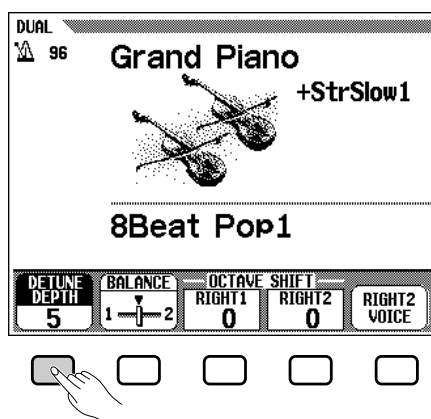 DUAL
96
Grand Piano
+StrSlow1
8Beat Pop1
DETUNE DEPTH 5
BALANCE 1 2
OCTAVE SHIFT
RIGHT1 0
RIGHT2 0
RIGHT2 VOICE